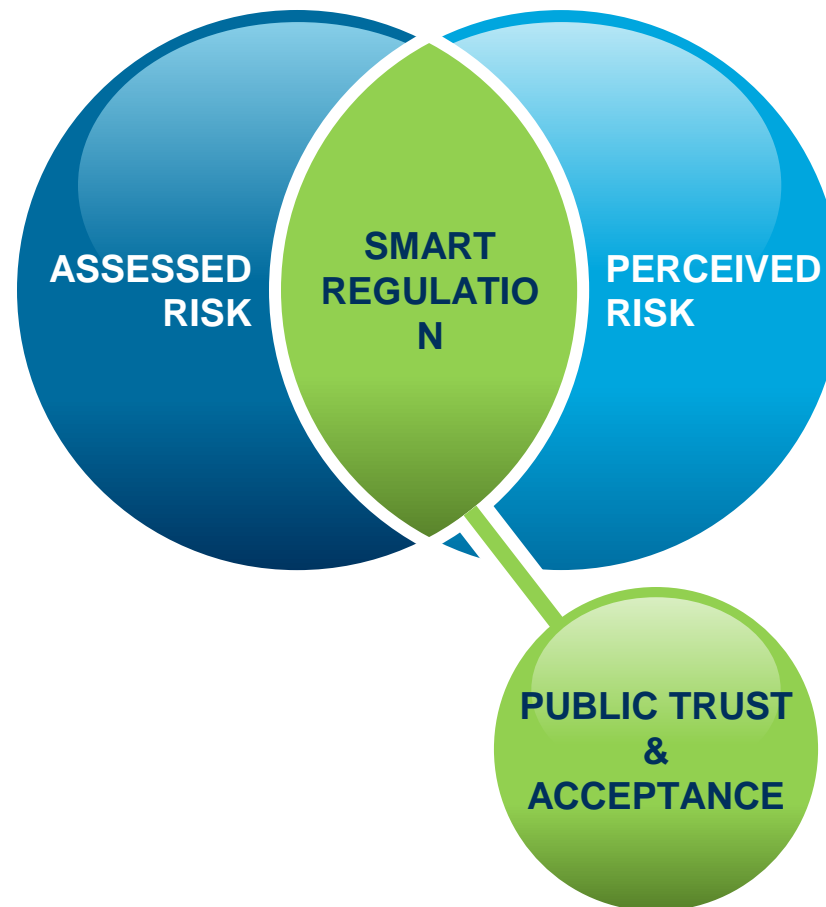 ASSESSED
RISK
SMART
REGULATIO
N
PERCEIVED
RISK
PUBLIC TRUST
&
ACCEPTANCE